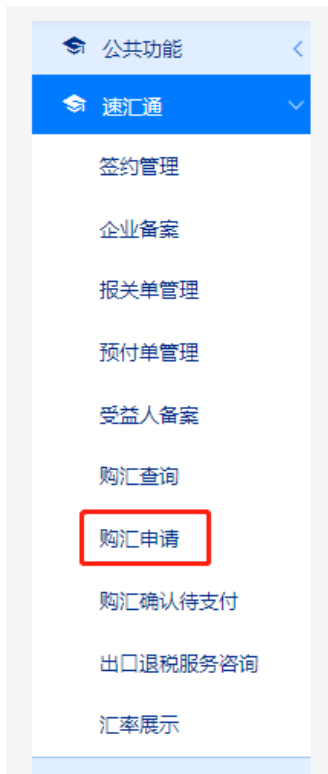 公共功能
速汇通
签约管理
企业备案
报关单管理
预付单管理
受益人备案
购汇查询
购汇申请
购汇确认待支付
出口退税服务咨询
汇率展示